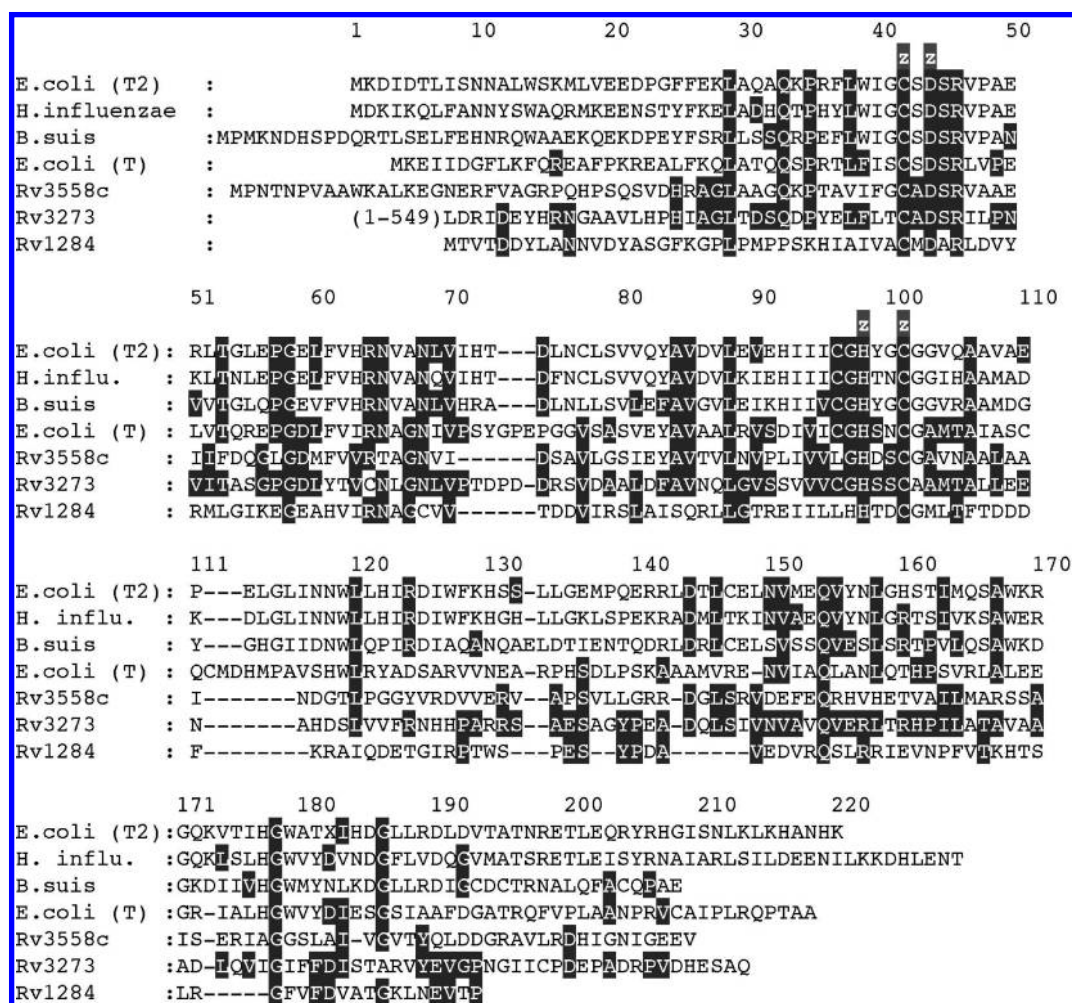 1 10 20 30 40 50
z z
E.coli (T2) : MKDIDTLISNNALWSKMLVEEDPGFFEKLAQAQKPRFLWIGCSDSRVPAE
H.influenzae : MDKIKQLFANNYSWAQRMKEENSTYFKELADHQTPHYLWIGCSDSRVPAE
B.suis :MPMKNDHSPDQRTLSELFEHNRQWAAEKQEKDPEYFSRLLSSQRPEFLWIGCSDSRVPAN
E.coli (T) : MKEIIDGFLKFQREAFPKREALFKQLATQQSPRTLFISCSDSRLVPE
Rv3558c : MPNTNPVAAWKALKEGNERFVAGRPQHPSQSVDHRAGLAAGQKPTAVIFGCADSRVAAE
Rv3273 : (1-549)LDRIDEYHRNGAAVLHPHIAGLTDSQDPYELFLTCADSRILPN
Rv1284 : MTVTDDYLANNVDYASGFKGPLPMPPSKHIAIVACMDARLDVY
51 60 70 80 90 100 110
z z
E.coli (T2): RLTGLEPGELFVHRNVANLVIHT---DLNCLSVVQYAVDVLEVEHIIICGHYGCGGVQAAVAE
H.influ. : KLTNLEPGELFVHRNVANQVIHT---DFNCLSVVQYAVDVLKIEHIIICGHTNCGGIHAAMAD
B.suis : VVTGLQPGEVFVHRNVANLVHRA---DLNLLSVLEFAVGVLEIKHIIVCGHYGCGGVRAAMDG
E.coli (T) : LVTQREPGDLFVIRNAGNIVPSYGPEPGGVSASVEYAVAALRVSDIVICGHSNCGAMTAIASC
Rv3558c : IIFDQGLGDMFVVRTAGNVI------DSAVLGSIEYAVTVLNVPLIVVLGHDSCGAVNAALAA
Rv3273 : VITASGPGDLYTVCNLGNLVPTDPD-DRSVDAALDFAVNQLGVSSVVVCGHSSCAAMTALLEE
Rv1284 : RMLGIKEGEAHVIRNAGCVV------TDDVIRSLAISQRLLGTREIILLHHTDCGMLTFTDDD
111 120 130 140 150 160 170
E.coli (T2): P---ELGLINNWLLHIRDIWFKHSS-LLGEMPQERRLDTLCELNVMEQVYNLGHSTIMQSAWKR
H. influ. : K---DLGLINNWLLHIRDIWFKHGH-LLGKLSPEKRADMLTKINVAEQVYNLGRTSIVKSAWER
B.suis : Y---GHGIIDNWLQPIRDIAQANQAELDTIENTQDRLDRLCELSVSSQVESLSRTPVLQSAWKD
E.coli (T) : QCMDHMPAVSHWLRYADSARVVNEA-RPHSDLPSKAAAMVRE-NVIAQLANLQTHPSVRLALEE
Rv3558c : I-------NDGTLPGGYVRDVVERV--APSVLLGRR--DGLSRVDEFEQRHVHETVAILMARSSA
Rv3273 : N-------AHDSLVVFRNHHPARRS--AESAGYPEA-DQLSIVNVAVQVERLTRHPILATAVAA
Rv1284 : F--------KRAIQDETGIRPTWS---PES--YPDA------VEDVRQSLRRIEVNPFVTKHTS
171 180 190 200 210 220
E.coli (T2):GQKVTIHGWATXIHDGLLRDLDVTATNRETLEQRYRHGISNLKLKHANHK
H. influ. :GQKLSLHGWVYDVNDGFLVDQGVMATSRETLEISYRNAIARLSILDEENILKKDHLENT
B.suis :GKDIIVHGWMYNLKDGLLRDIGCDCTRNALQFACQPAE
E.coli (T) :GR-IALHGWVYDIESGSIAAFDGATRQFVPLAANPRVCAIPLRQPTAA
Rv3558c :IS-ERIAGGSLAI-VGVTYQLDDGRAVLRDHIGNIGEEV
Rv3273 :AD-LQVIGIFFDISTARVYEVGPNGIICPDEPADRPVDHESAQ
Rv1284 :LR-----GFVFDVATGKLNEVTP